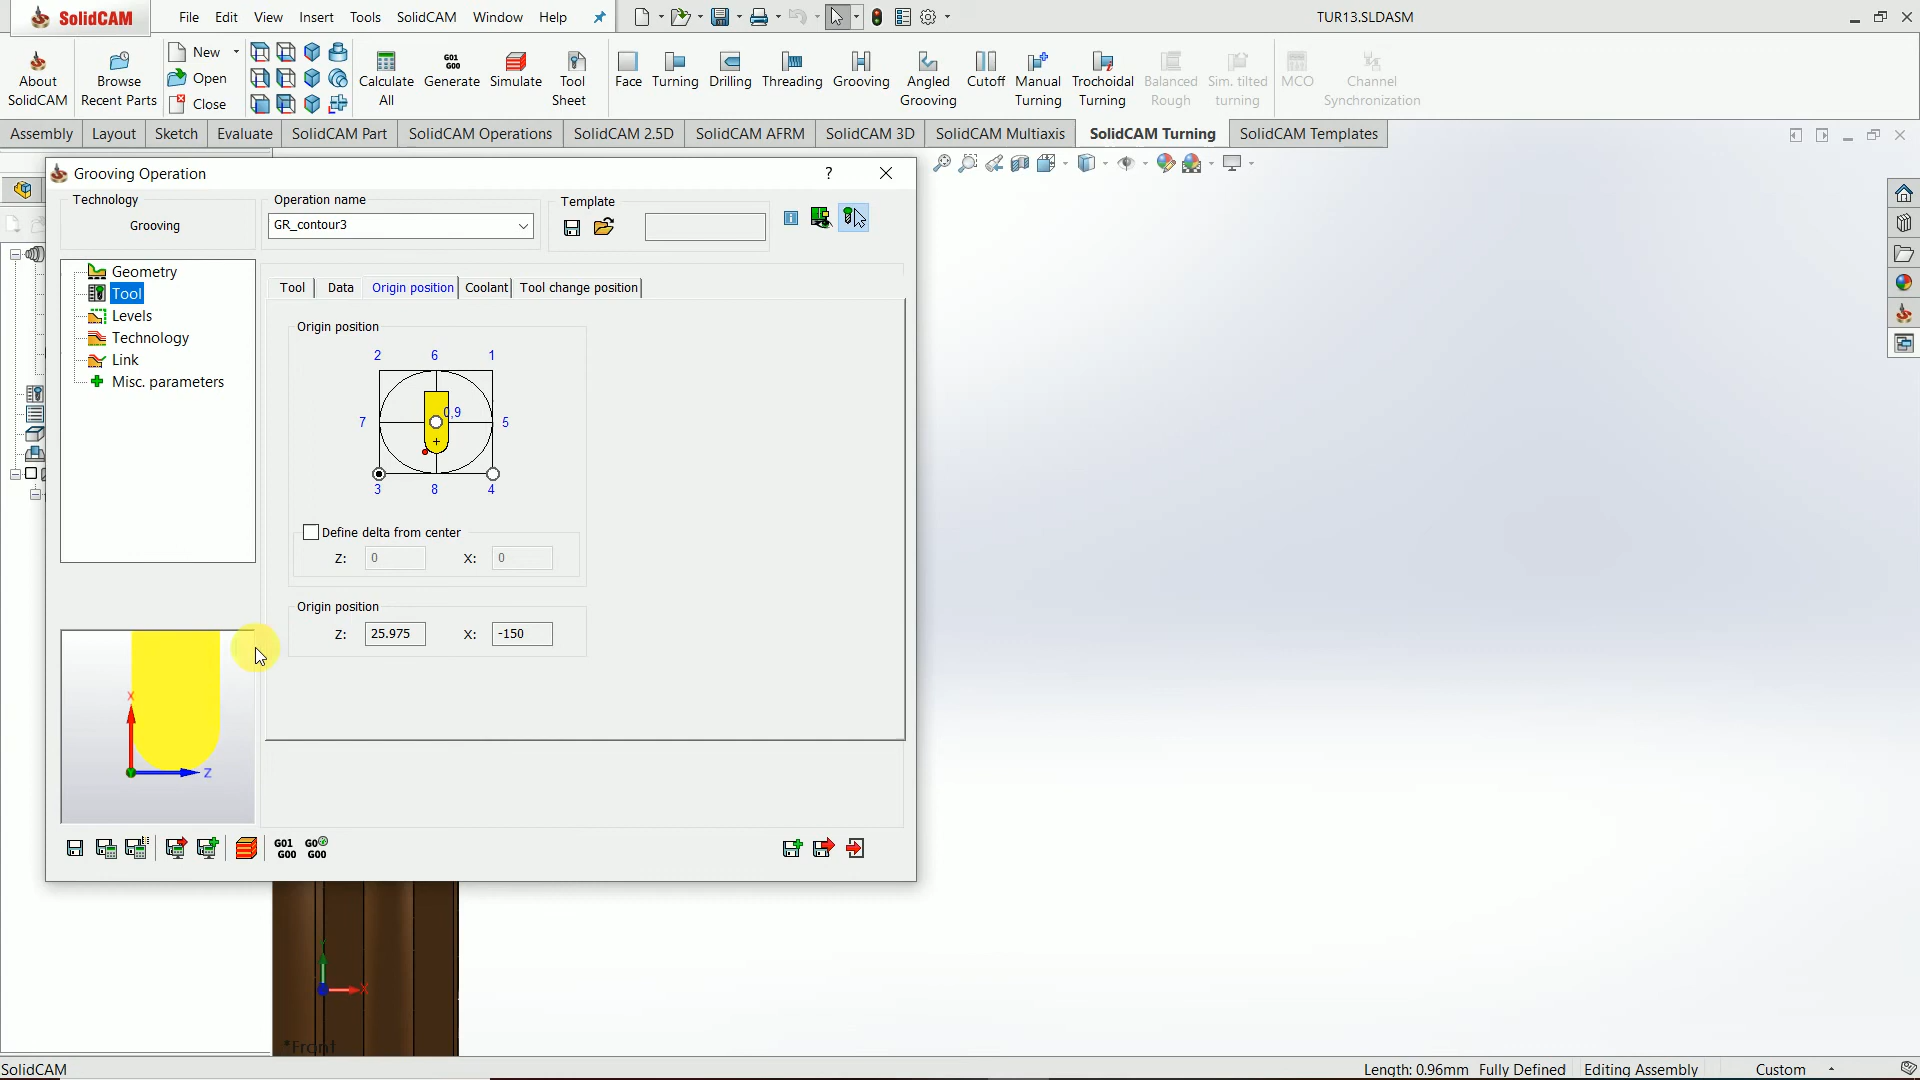 SolidCAM File Edit View Insert Tools SolidCAM Window Help TUR13.SLDASM
About SolidCAM
Browse Recent Parts
New
Open
Close
Calculate All
G01 G00 Generate
Simulate
Tool Sheet
Face
Turning
Drilling
Threading
Grooving
Angled Grooving
Cutoff
Manual Turning
Trochoidal Turning
Balanced Rough
Sim. tilted turning
MCO
Channel Synchronization
Assembly Layout Sketch Evaluate SolidCAM Part SolidCAM Operations SolidCAM 2.5D SolidCAM AFRM SolidCAM 3D SolidCAM Multiaxis SolidCAM Turning SolidCAM Templates
Grooving Operation ?
Technology
Grooving
Operation name
GR_contour3
Template
Geometry
Tool
Levels
Technology
Link
Misc. parameters
Tool Data Origin position Coolant Tool change position
Origin position
2 6 1
7 0,9 5
3 8 4
Define delta from center
Z: 0 X: 0
Origin position
Z: 25.975 X: -150
X
Z
G01 G00
G00
X
*Front
SolidCAM Length: 0.96mm Fully Defined Editing Assembly Custom